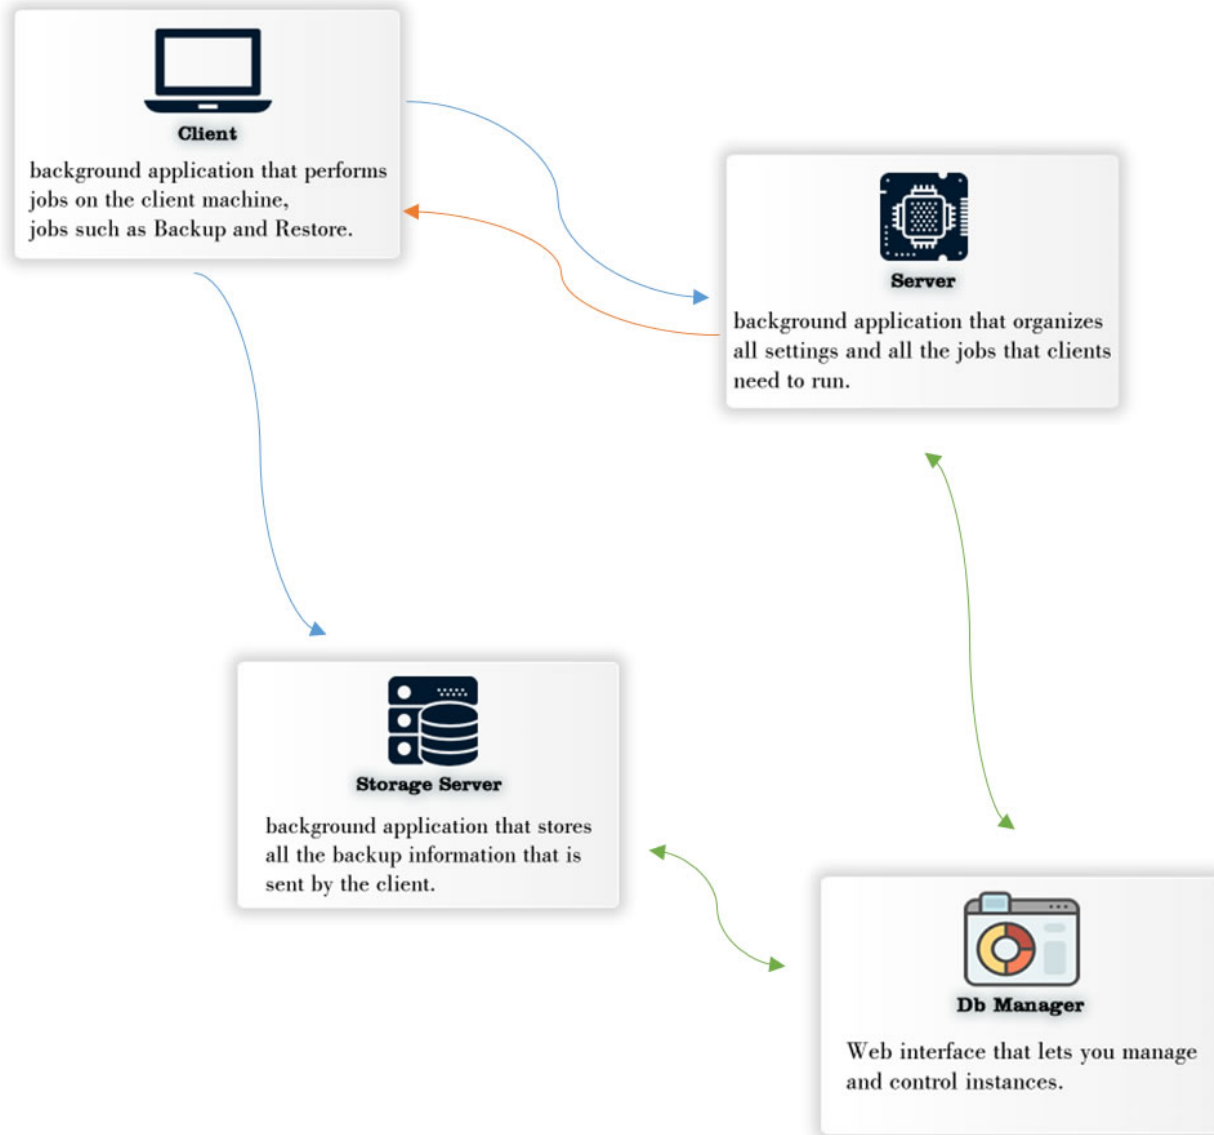 Client
background application that performs
jobs on the client machine,
jobs such as Backup and Restore.
Server
background application that organizes
all settings and all the jobs that clients
need to run.
Storage Server
background application that stores
all the backup information that is
sent by the client.
Db Manager
Web interface that lets you manage
and control instances.